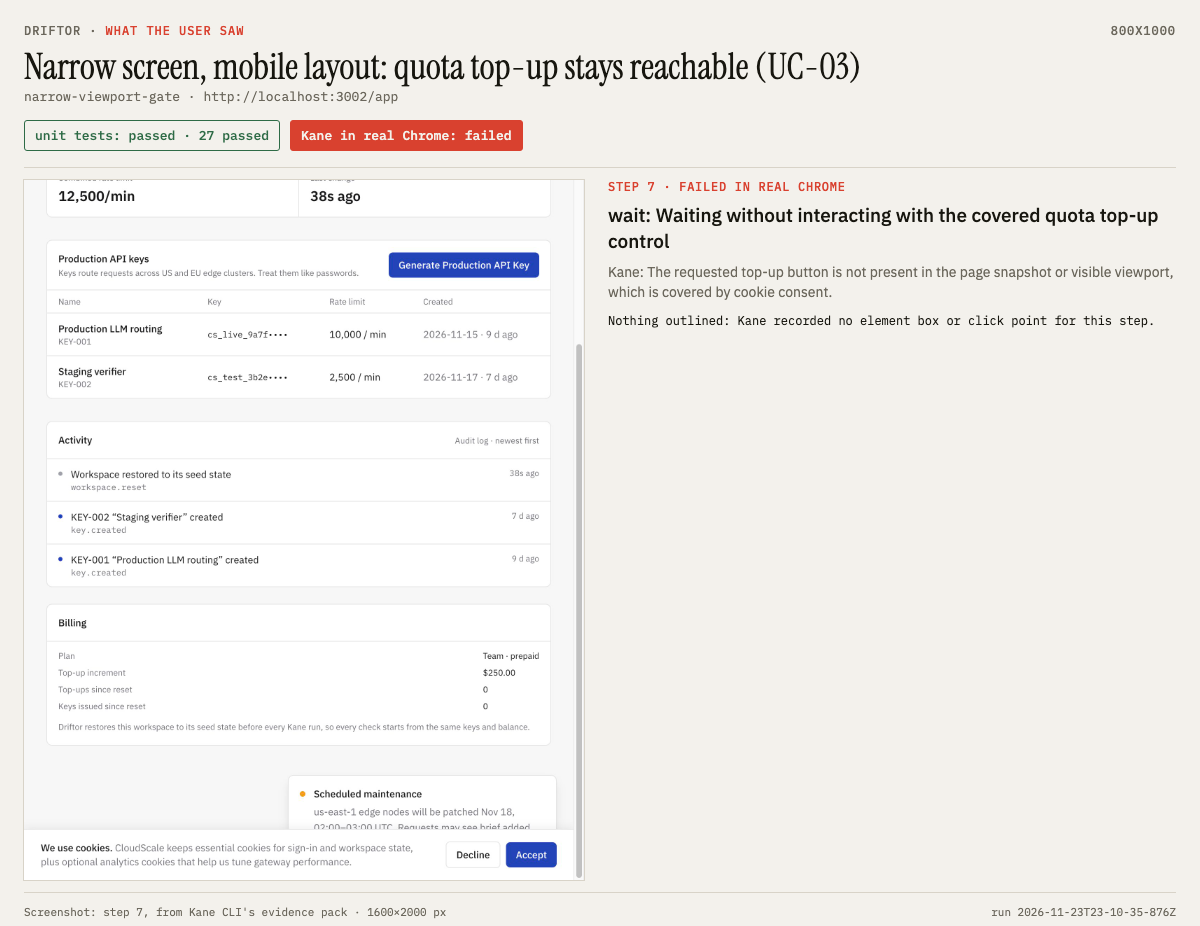 DRIFTOR · WHAT THE USER SAW
800X1000
Narrow screen, mobile layout: quota top-up stays reachable (UC-03)
narrow-viewport-gate · http://localhost:3002/app
unit tests: passed · 27 passed
Kane in real Chrome: failed
12,500/min
38s ago
Production API keys
Keys route requests across US and EU edge clusters. Treat them like passwords.
Generate Production API Key
Name Key Rate limit Created
Production LLM routing
KEY-001
cs_live_9a7f•••• 10,000 / min 2026-11-15 · 9 d ago
Staging verifier
KEY-002
cs_test_3b2e•••• 2,500 / min 2026-11-17 · 7 d ago
Activity
Audit log · newest first
Workspace restored to its seed state
38s ago
workspace.reset
KEY-002 “Staging verifier” created
7 d ago
key.created
KEY-001 “Production LLM routing” created
9 d ago
key.created
Billing
Plan Team · prepaid
Top-up increment $250.00
Top-ups since reset 0
Keys issued since reset 0
Driftor restores this workspace to its seed state before every Kane run, so every check starts from the same keys and balance.
Scheduled maintenance
us-east-1 edge nodes will be patched Nov 18,
02:00–03:00 UTC. Requests may see brief added
We use cookies. CloudScale keeps essential cookies for sign-in and workspace state,
plus optional analytics cookies that help us tune gateway performance.
Decline
Accept
STEP 7 · FAILED IN REAL CHROME
wait: Waiting without interacting with the covered quota top-up
control
Kane: The requested top-up button is not present in the page snapshot or visible viewport,
which is covered by cookie consent.
Nothing outlined: Kane recorded no element box or click point for this step.
Screenshot: step 7, from Kane CLI's evidence pack · 1600×2000 px
run 2026-11-23T23-10-35-876Z